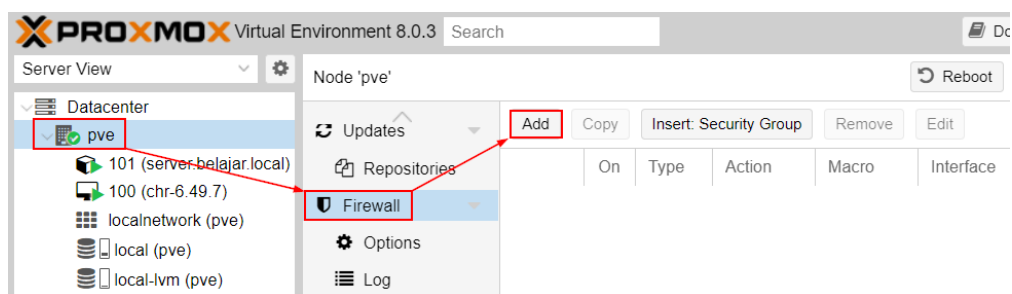 PROXMOX Virtual Environment 8.0.3 Search
Server View
Node 'pve'
Reboot
Datacenter
pve
101 (server.belajar.local)
100 (chr-6.49.7)
localnetwork (pve)
local (pve)
local-lvm (pve)
Updates
Repositories
Firewall
Options
Log
Add Copy Insert: Security Group Remove Edit
On Type Action Macro Interface